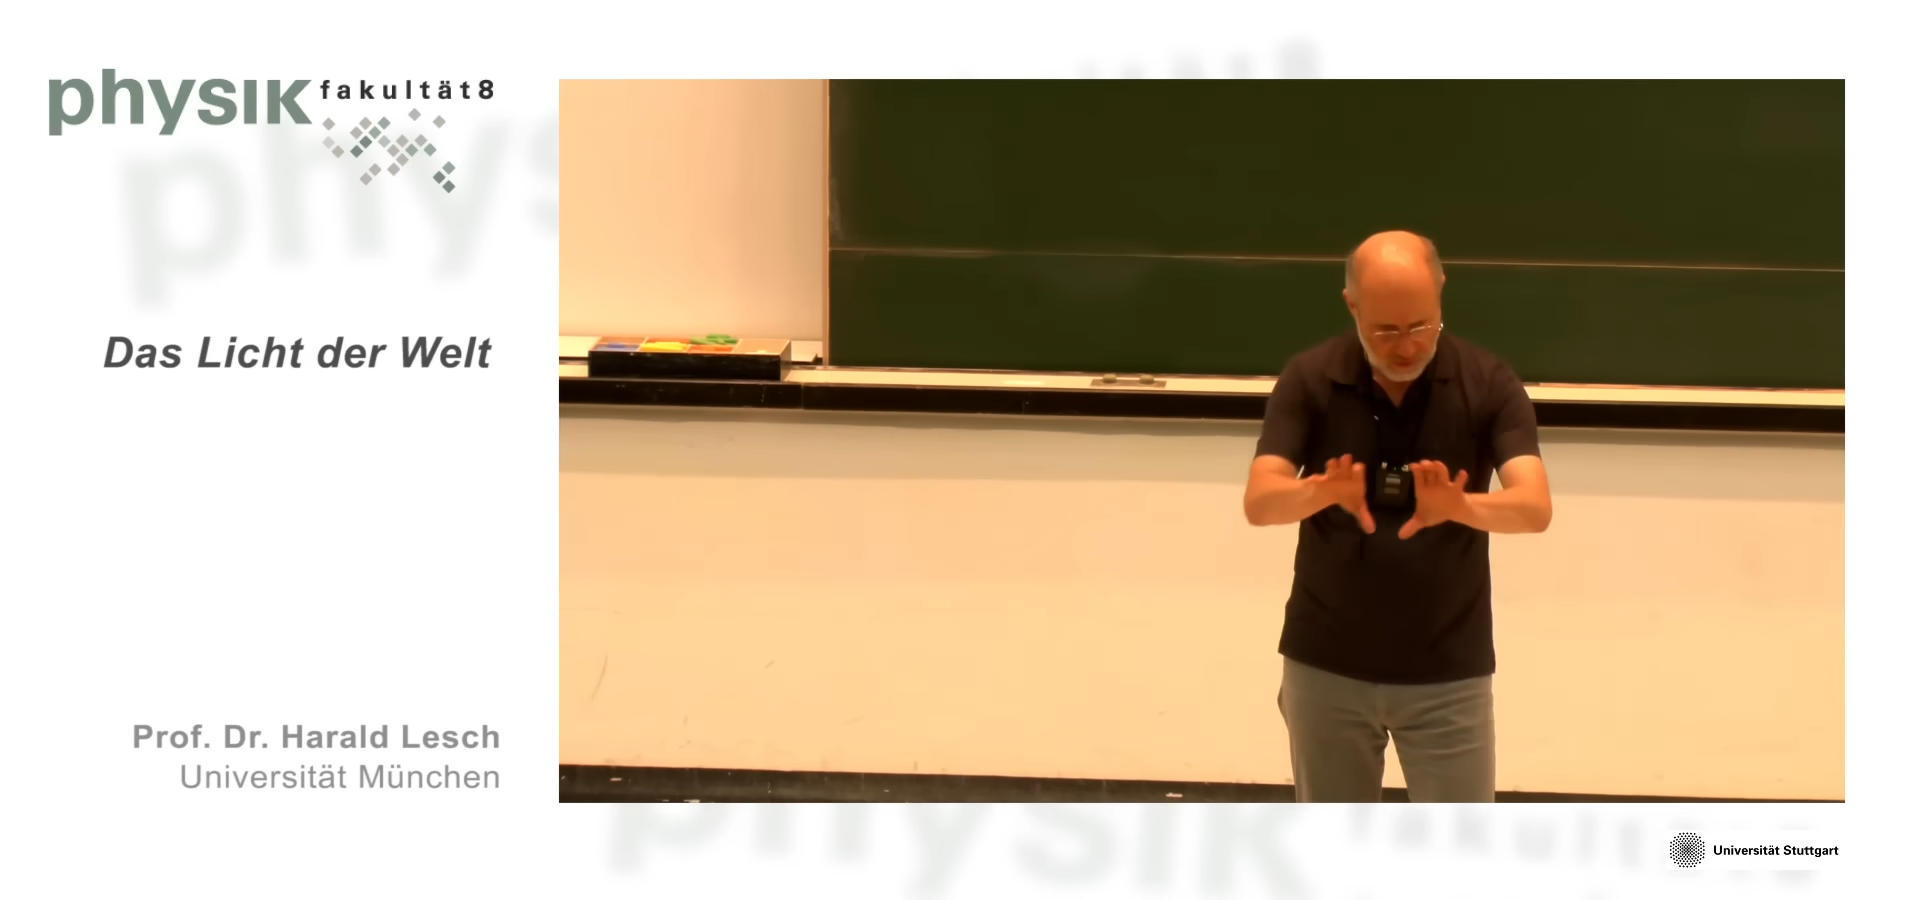 physik fakultät8
Das Licht der Welt
Prof. Dr. Harald Lesch
Universität München
Universität Stuttgart